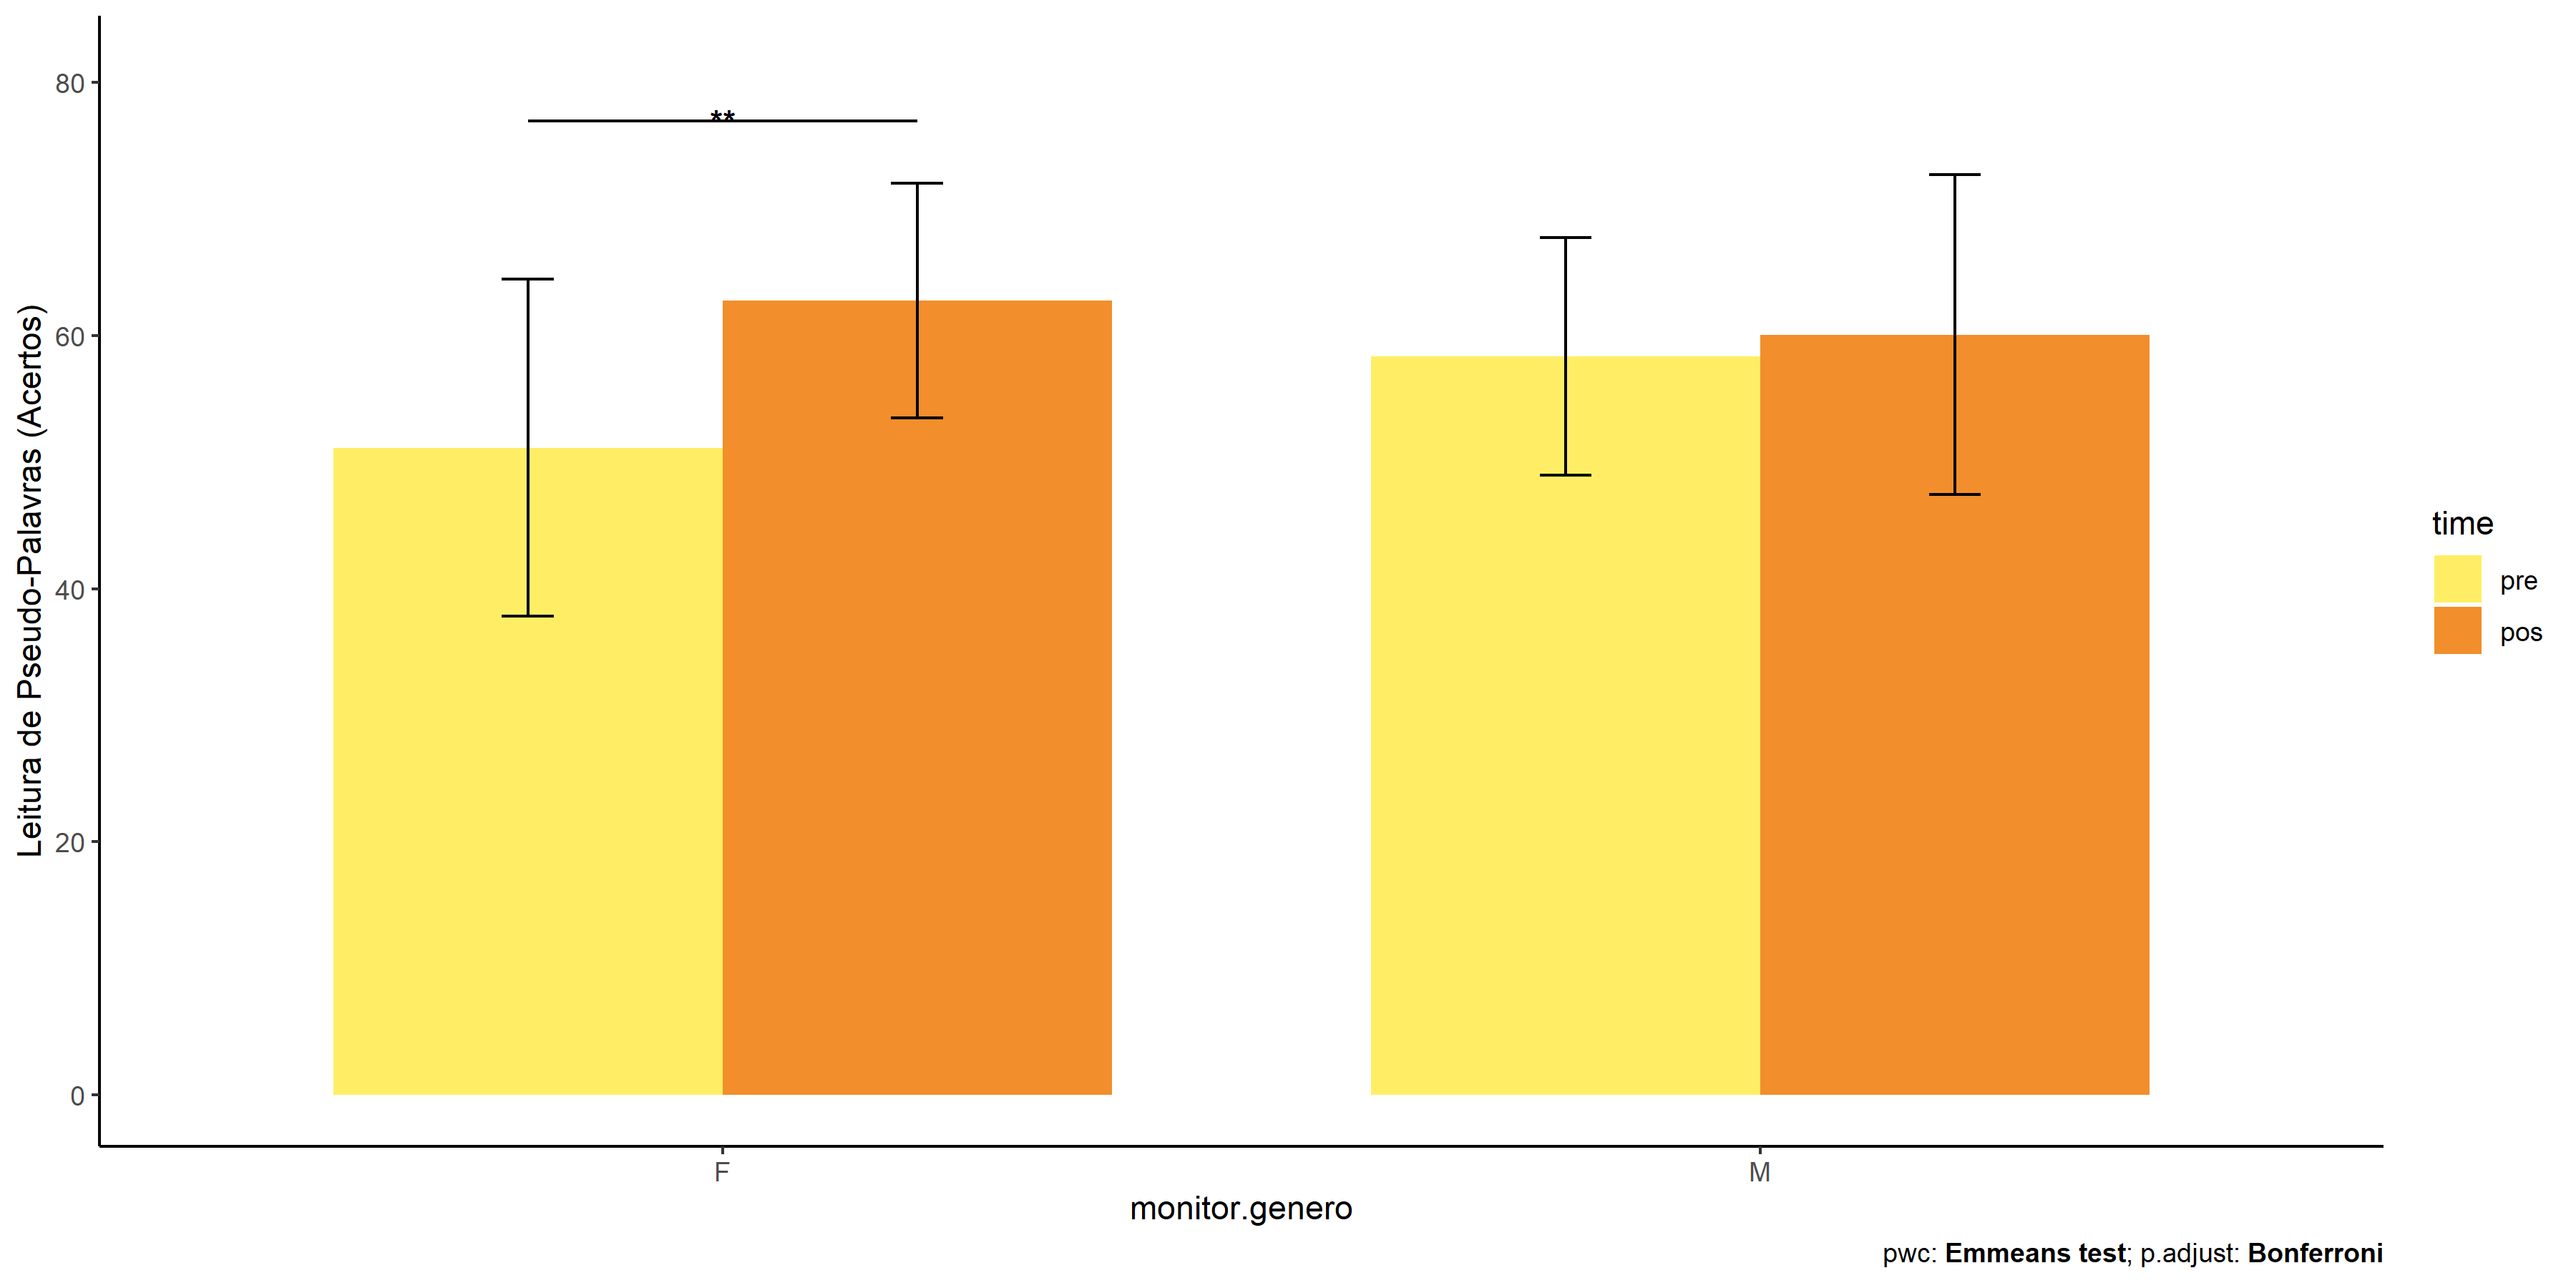 Leitura de Pseudo-Palavras (Acertos)
80
60
40
20
0
**
F
M
monitor.genero
time
pre
pos
pwc: Emmeans test; p.adjust: Bonferroni